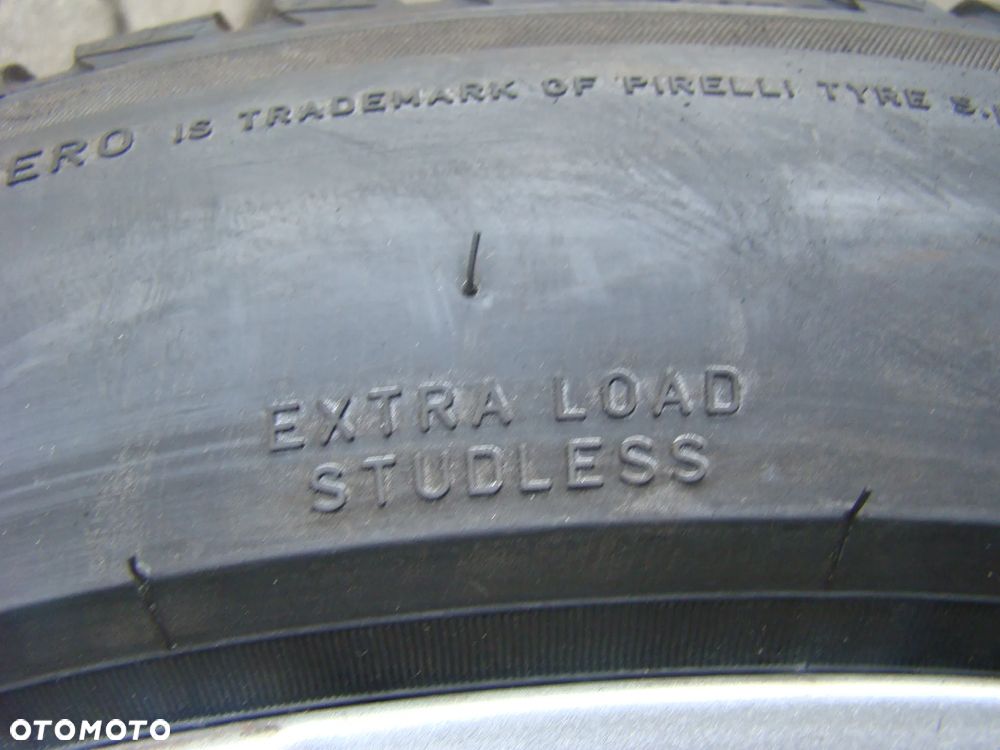 ERO IS TRADEMARK OF PIRELLI TYRE S.
EXTRA LOAD
STUDLESS
OTOMOTO